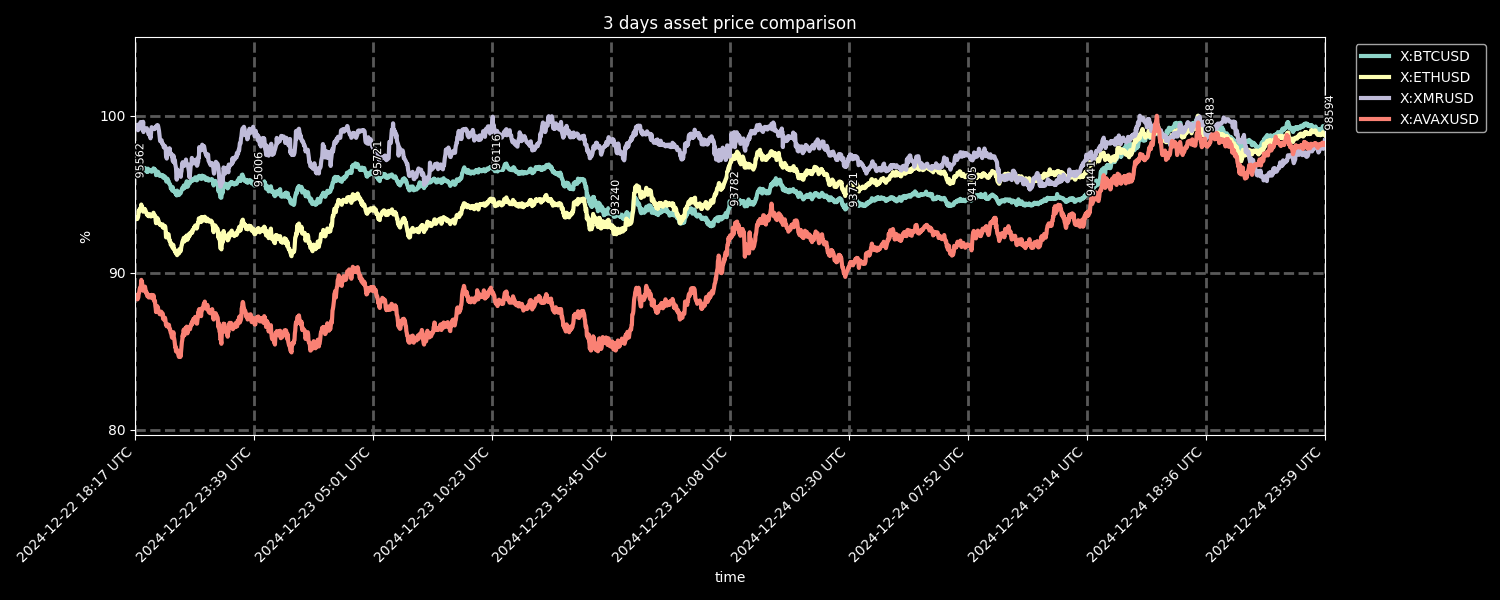 3 days asset price comparison
X:BTCUSD
X:ETHUSD
X:XMRUSD
X:AVAXUSD
%
100
90
80
95562
95006
95721
96116
93240
93782
93721
94105
94441
98483
98594
2024-12-22 18:17 UTC
2024-12-22 23:39 UTC
2024-12-23 05:01 UTC
2024-12-23 10:23 UTC
2024-12-23 15:45 UTC
2024-12-23 21:08 UTC
2024-12-24 02:30 UTC
2024-12-24 07:52 UTC
2024-12-24 13:14 UTC
2024-12-24 18:36 UTC
2024-12-24 23:59 UTC
time